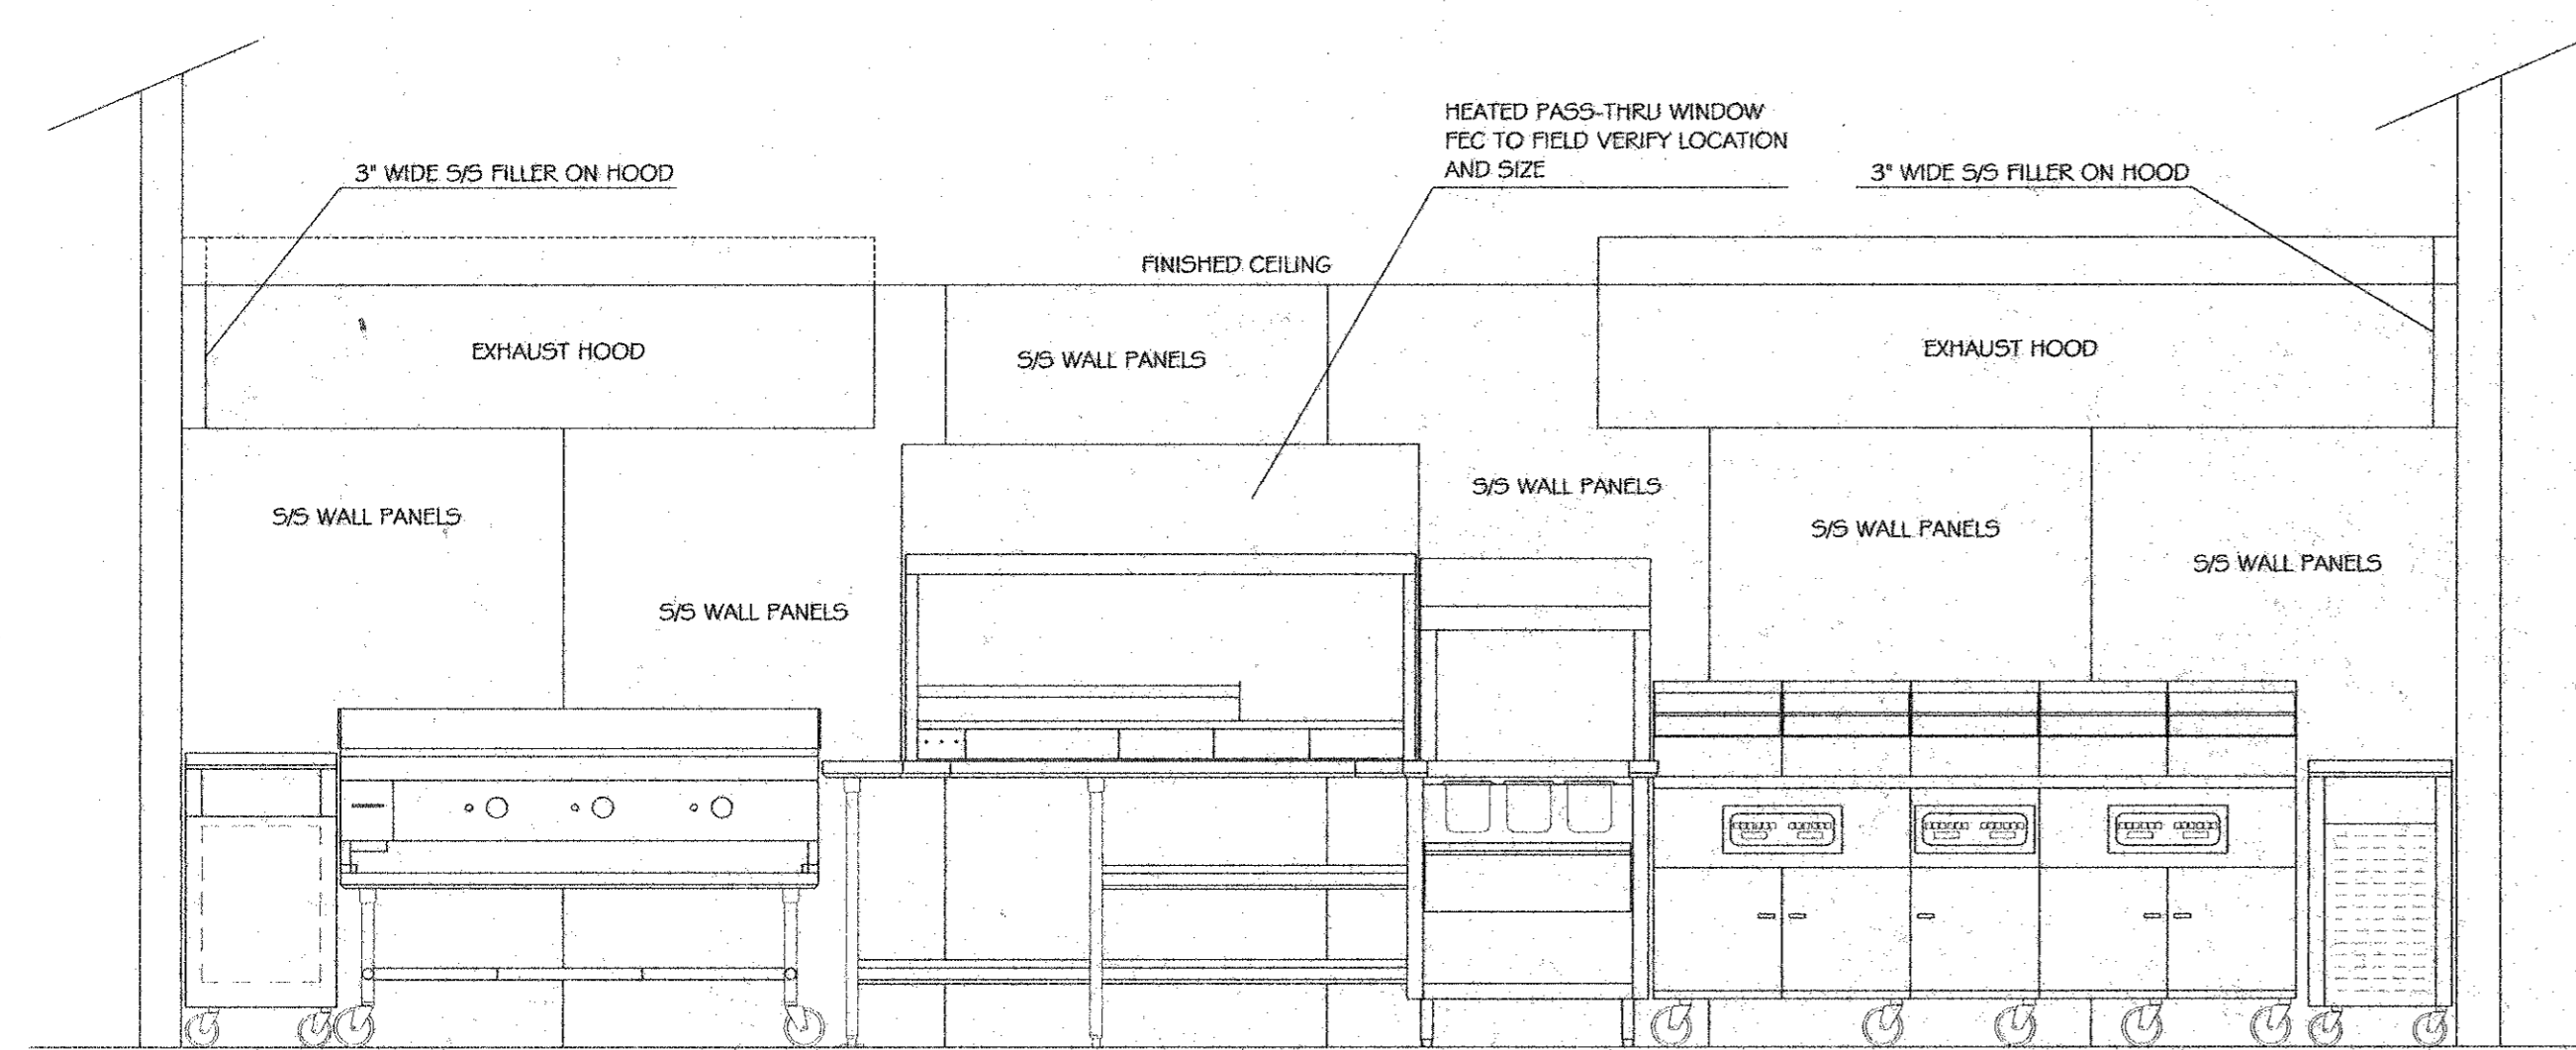 HEATED PASS-THRU WINDOW
FEC TO FIELD VERIFY LOCATION
AND SIZE
3" WIDE S/S FILLER ON HOOD
3" WIDE S/S FILLER ON HOOD
FINISHED CEILING
EXHAUST HOOD
S/S WALL PANELS
EXHAUST HOOD
S/S WALL PANELS
S/S WALL PANELS
S/S WALL PANELS
S/S WALL PANELS
S/S WALL PANELS